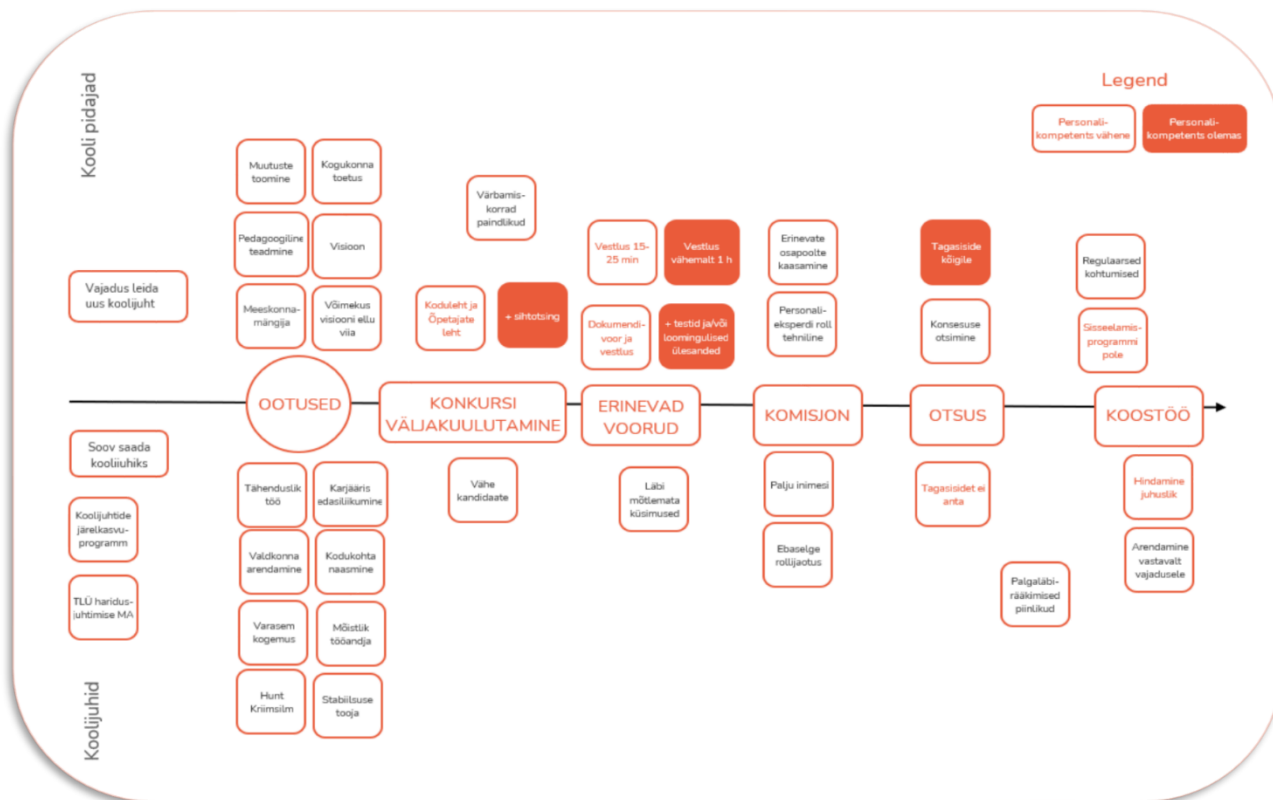 Kooli pidajad
Legend
Personali-
kompetents vähene
Personali-
kompetents olemas
Vajadus leida
uus koolijuht
Muutuste
toomine
Kogukonna
toetus
Pedagoogiline
teadmine
Visioon
Meeskonna-
mängija
Võimekus
visiooni ellu
viia
Värbamis-
korrad
paindlikud
Koduleht ja
Õpetajate
leht
+ sihtotsing
Vestlus 15-
25 min
Vestlus
vähemalt 1 h
Dokumendi-
voor ja
vestlus
+ testid ja/või
loomingulised
ülesanded
Erinevate
osapoolte
kaasamine
Personali-
eksperdi roll
tehniline
Tagasiside
kõigile
Konsesuse
otsimine
Regulaarsed
kohtumised
Sisseelamis-
programmi
pole
OOTUSED
KONKURSI
VÄLJAKUULUTAMINE
ERINEVAD
VOORUD
KOMISJON
OTSUS
KOOSTÖÖ
Soov saada
koolijuhiks
Koolijuhtide
järelkasvu-
programm
TLÜ haridus-
juhtimise MA
Tähenduslik
töö
Karjääris
edasiliikumine
Valdkonna
arendamine
Kodukohta
naasmine
Varasem
kogemus
Mõistlik
tööandja
Hunt
Kriimsilm
Stabiilsuse
tooja
Vähe
kandidaate
Läbi
mõtlemata
küsimused
Palju inimesi
Ebaselge
rollijaotus
Tagasisidet ei
anta
Palgaläbi-
rääkimised
piinlikud
Hindamine
juhuslik
Arendamine
vastavalt
vajadusele
Koolijuhid